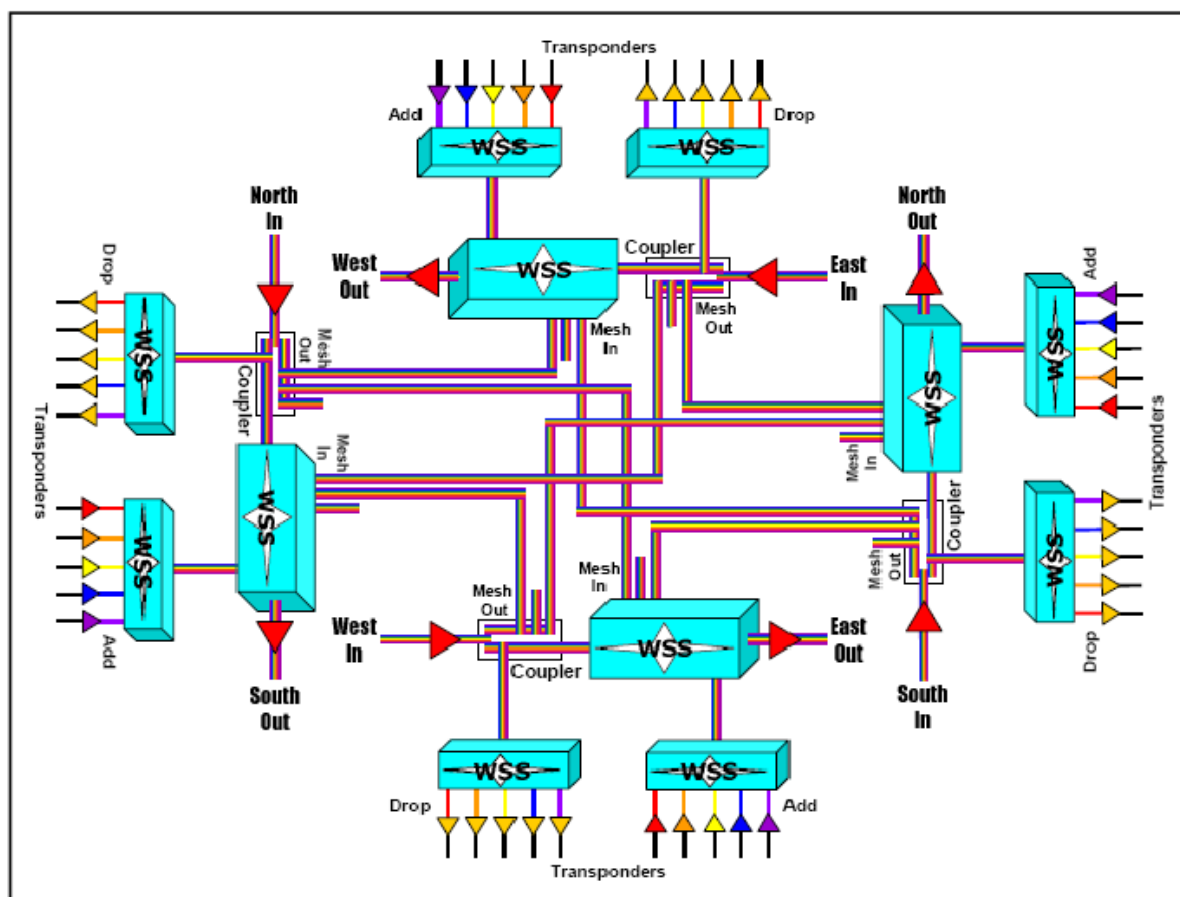 Transponders
Add
Drop
WSS
WSS
North
In
North
Out
Coupler
West
Out
WSS
East
In
Mesh
Out
Mesh
In
Drop
WSS
Mesh
Out
Coupler
Transponders
Add
WSS
WSS
Transponders
Mesh
In
Mesh
In
WSS
Coupler
Mesh
Out
WSS
Drop
WSS
Add
Mesh
In
Mesh
Out
West
In
WSS
East
Out
Coupler
South
Out
South
In
WSS
WSS
Drop
Add
Transponders